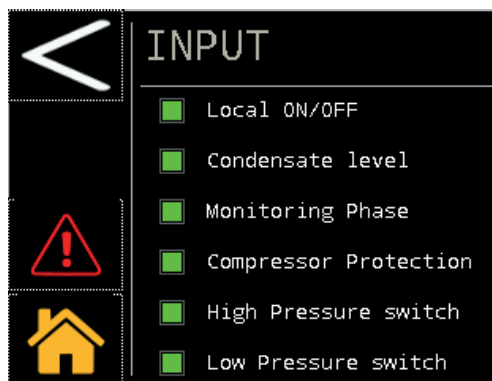 INPUT
Local ON/OFF
Condensate level
Monitoring Phase
Compressor Protection
High Pressure switch
Low Pressure switch